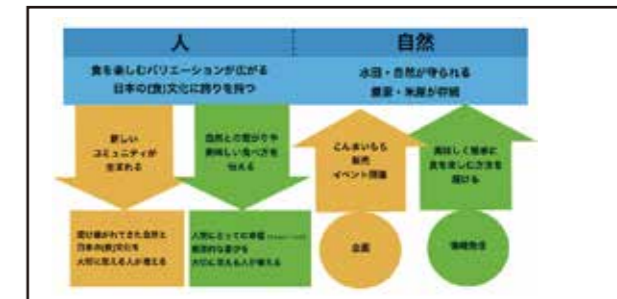 人
自然
食を楽しむバリエーションが広がる
日本の(食)文化に誇りを持つ
水田・自然が守られる
農家・米屋が存続
新しい
コミュニティが
生まれる
自然との繋がりや
美味しい食べ方を
伝える
こんまいもち
販売
イベント開催
美味しく簡単に
食を楽しむ方法を
届ける
受け継がれてきた自然と
日本の(食)文化を
大切に思える人が増える
人間にとっての幸福
根源的な喜びを
大切に思える人が増える
企画
情報発信